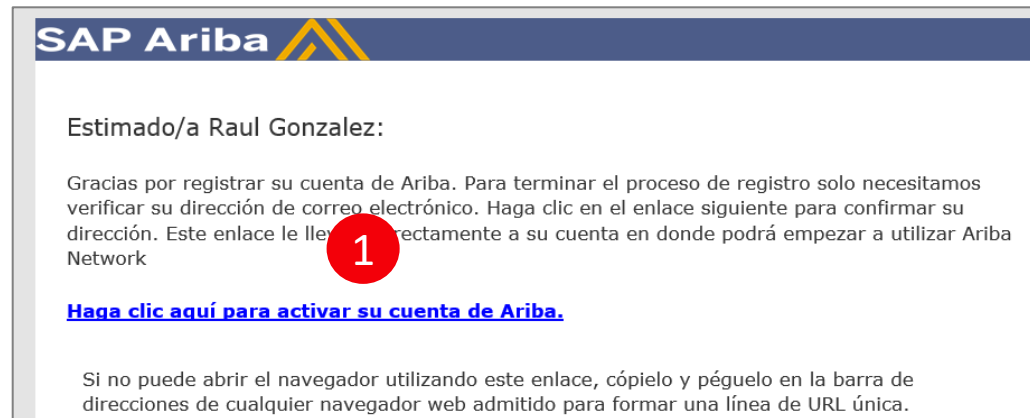 SAP Ariba
Estimado/a Raul Gonzalez:
Gracias por registrar su cuenta de Ariba. Para terminar el proceso de registro solo necesitamos
verificar su dirección de correo electrónico. Haga clic en el enlace siguiente para confirmar su
dirección. Este enlace le rectamente a su cuenta en donde podrá empezar a utilizar Ariba
1
Network
Haga clic aquí para activar su cuenta de Ariba.
Si no puede abrir el navegador utilizando este enlace, cópielo y péguelo en la barra de
direcciones de cualquier navegador web admitido para formar una línea de URL única.